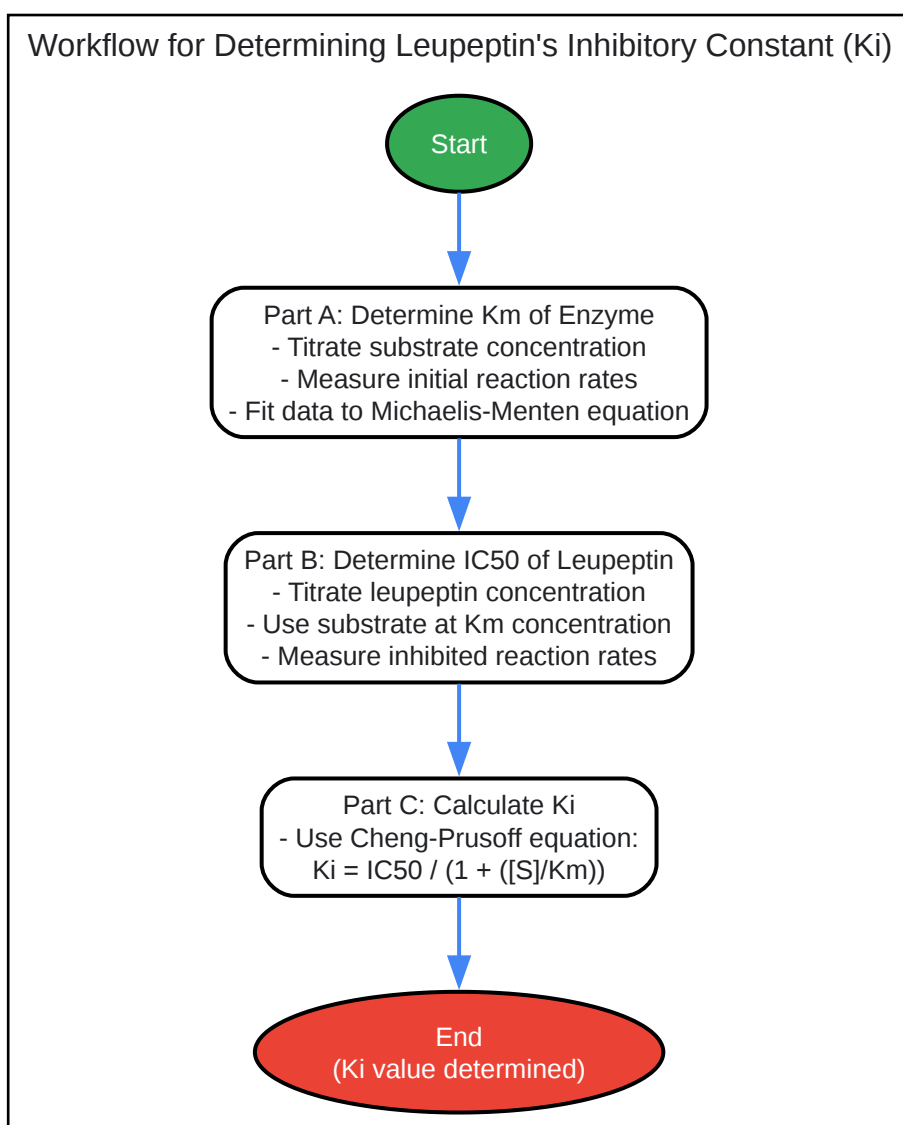 Workflow for Determining Leupeptin's Inhibitory Constant (Ki)
Start
Part A: Determine Km of Enzyme
- Titrate substrate concentration
- Measure initial reaction rates
- Fit data to Michaelis-Menten equation
Part B: Determine IC50 of Leupeptin
- Titrate leupeptin concentration
- Use substrate at Km concentration
- Measure inhibited reaction rates
Part C: Calculate Ki
- Use Cheng-Prusoff equation:
Ki = IC50 / (1 + ([S]/Km))
End
(Ki value determined)